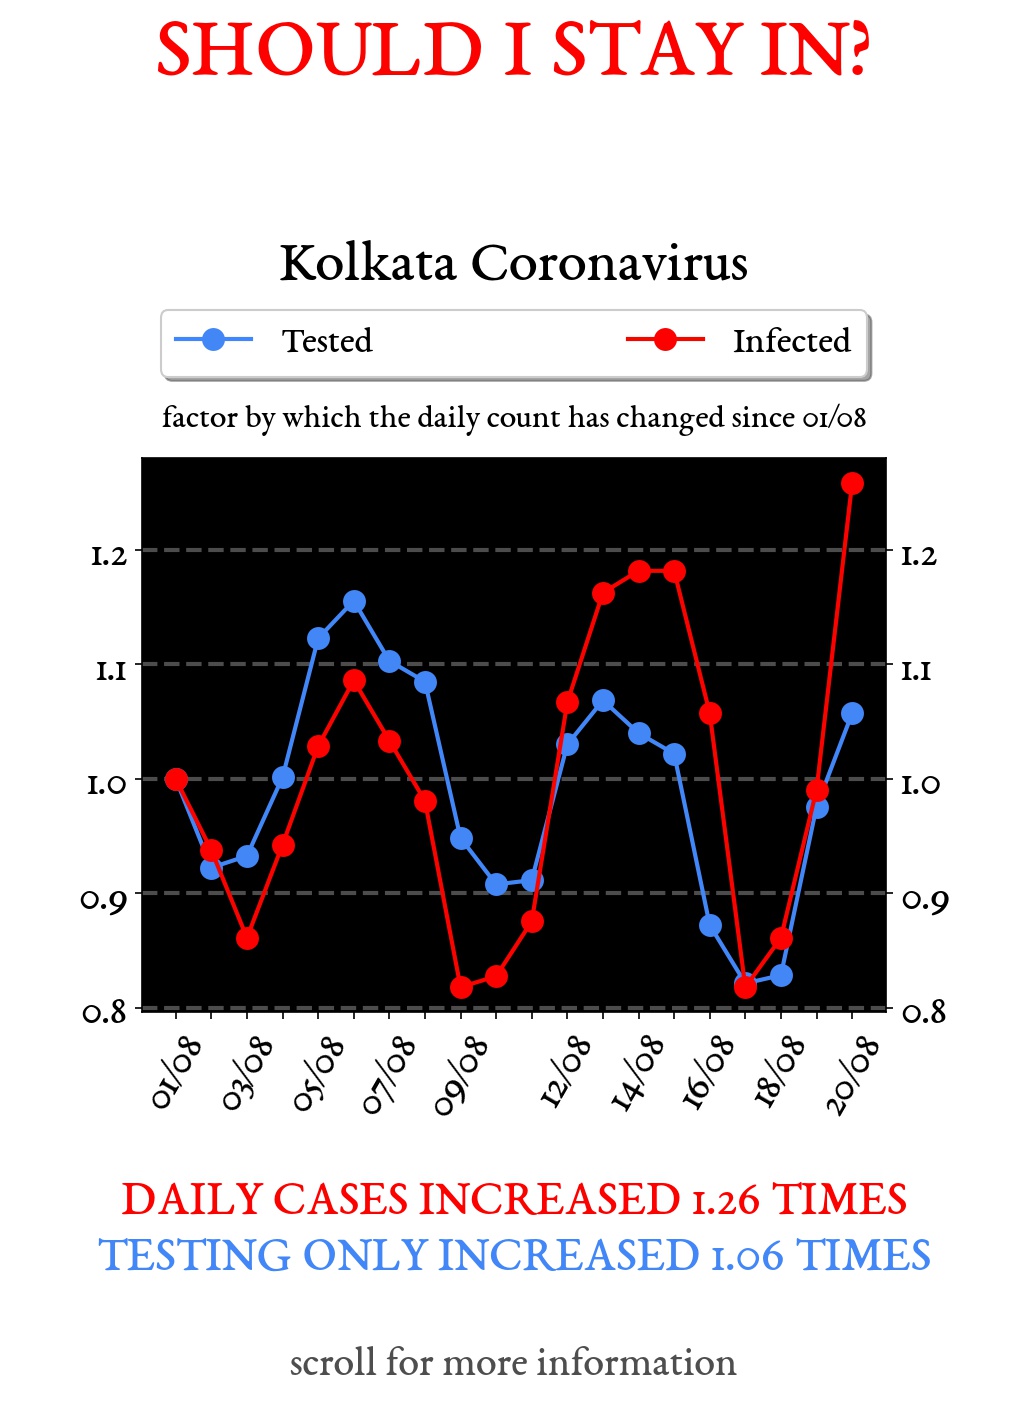 SHOULD I STAY IN?
Kolkata Coronavirus
Tested Infected
factor by which the daily count has changed since 01/08
1.2 1.2
1.1 1.1
1.0 1.0
0.9 0.9
0.8 0.8
01/08 03/08 05/08 07/08 09/08 12/08 14/08 16/08 18/08 20/08
DAILY CASES INCREASED 1.26 TIMES
TESTING ONLY INCREASED 1.06 TIMES
scroll for more information